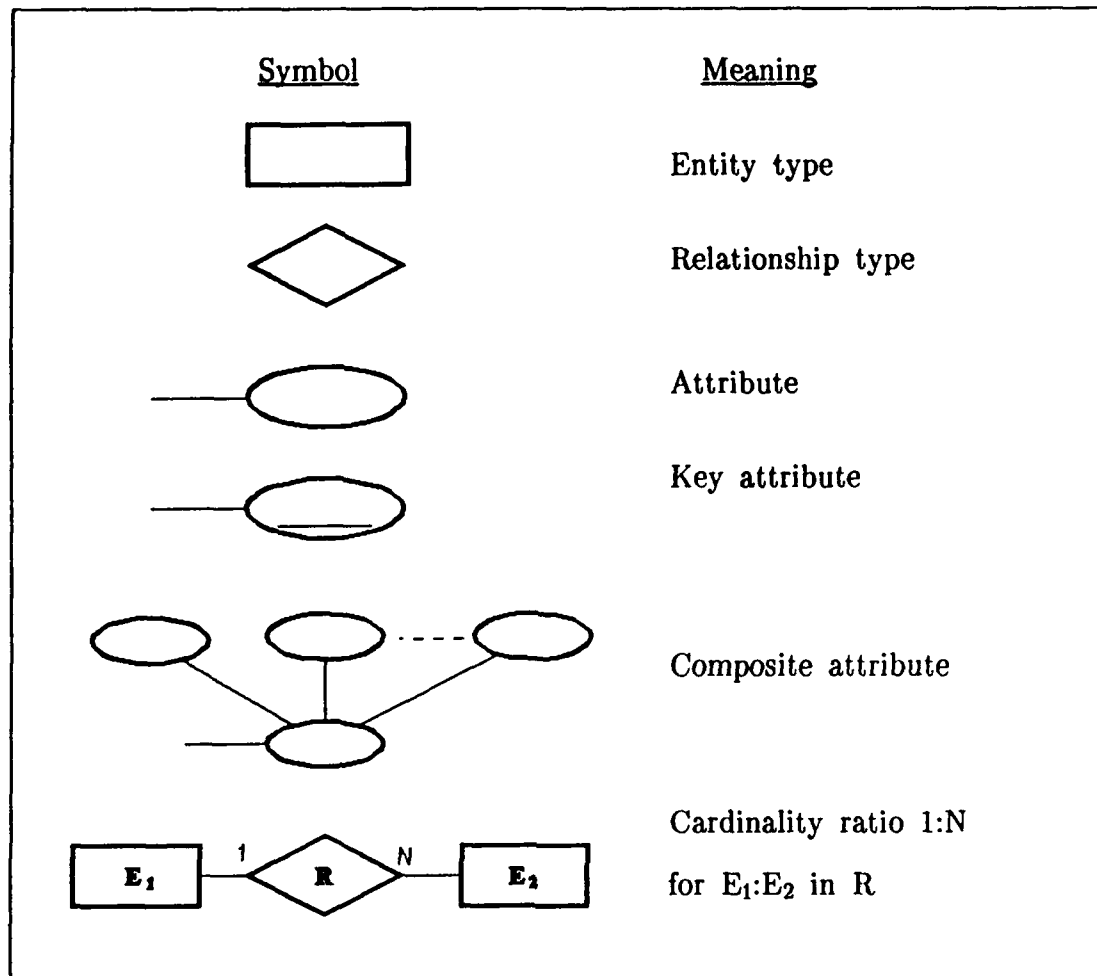 Symbol Meaning
Entity type
Relationship type
Attribute
Key attribute
Composite attribute
Cardinality ratio 1:N
E₁ 1 R N E₂
for E₁:E₂ in R